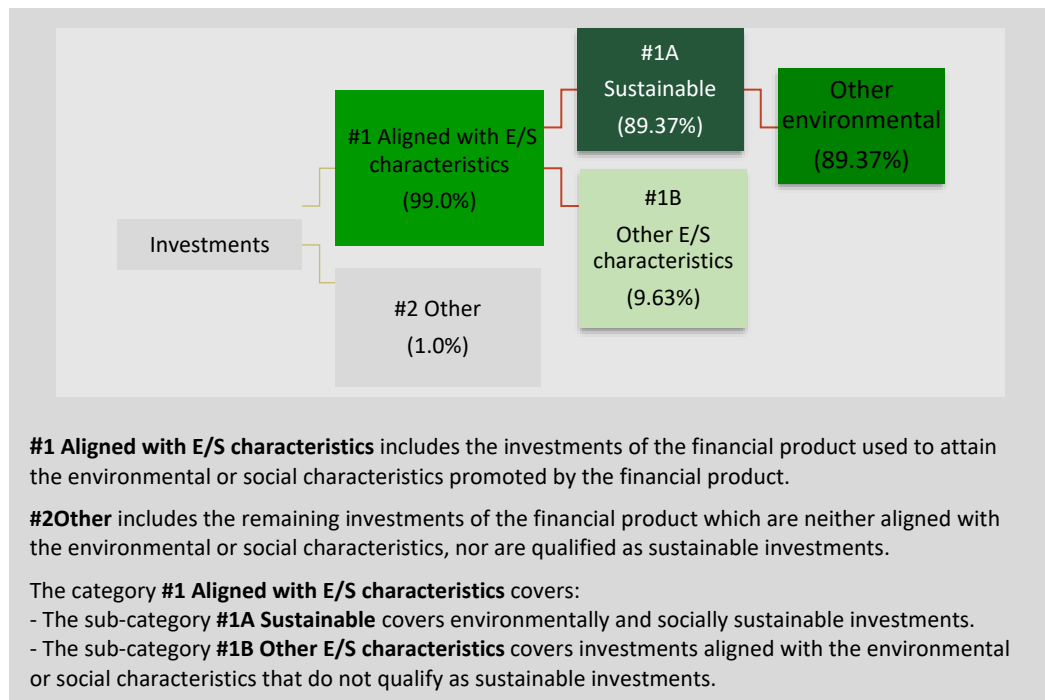 #1A
Sustainable
(89.37%)
Other
environmental
(89.37%)
#1 Aligned with E/S
characteristics
(99.0%)
#1B
Other E/S
characteristics
(9.63%)
Investments
#2 Other
(1.0%)
#1 Aligned with E/S characteristics includes the investments of the financial product used to attain
the environmental or social characteristics promoted by the financial product.
#2Other includes the remaining investments of the financial product which are neither aligned with
the environmental or social characteristics, nor are qualified as sustainable investments.
The category #1 Aligned with E/S characteristics covers:
- The sub-category #1A Sustainable covers environmentally and socially sustainable investments.
- The sub-category #1B Other E/S characteristics covers investments aligned with the environmental
or social characteristics that do not qualify as sustainable investments.